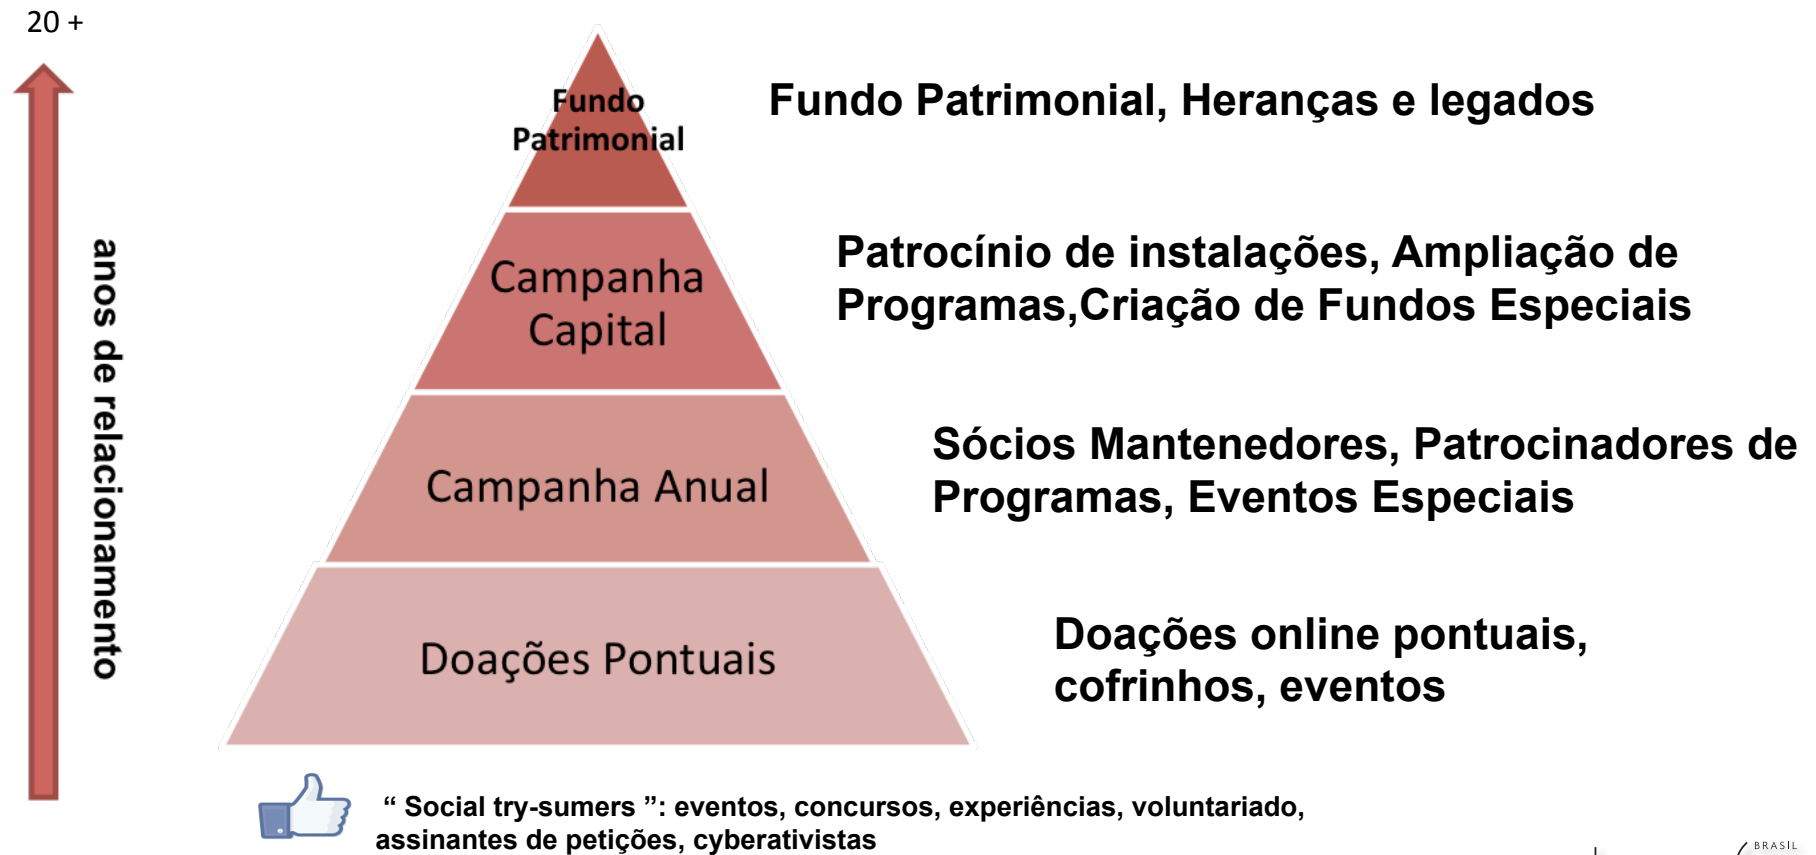 20 +
anos de relacionamento
Fundo
Patrimonial
Fundo Patrimonial, Heranças e legados
Campanha
Capital
Patrocínio de instalações, Ampliação de
Programas,Criação de Fundos Especiais
Campanha Anual
Sócios Mantenedores, Patrocinadores de
Programas, Eventos Especiais
Doações Pontuais
Doações online pontuais,
cofrinhos, eventos
“ Social try-sumers ”: eventos, concursos, experiências, voluntariado,
assinantes de petições, cyberativistas
BRASIL